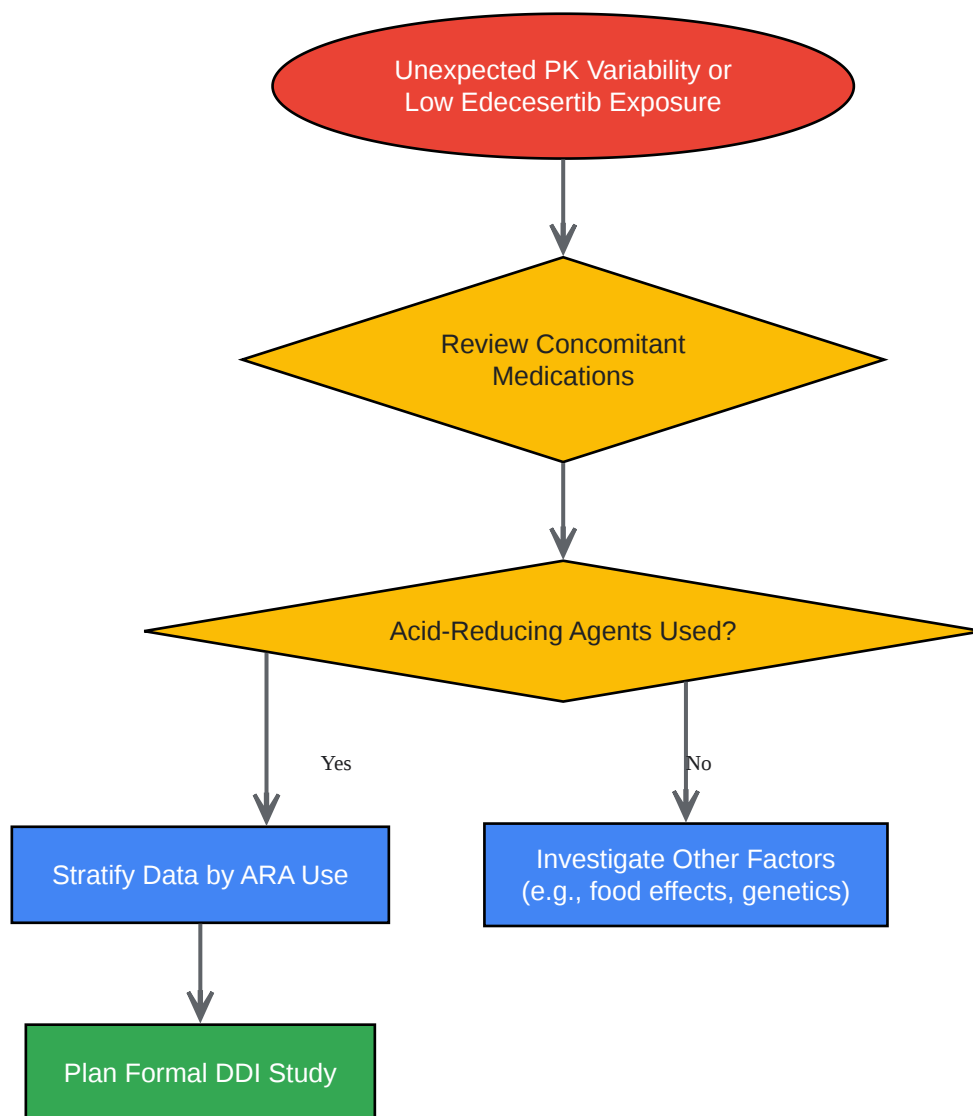 Unexpected PK Variability or
Low Edecesertib Exposure
Review Concomitant
Medications
Acid-Reducing Agents Used?
Yes
No
Stratify Data by ARA Use
Investigate Other Factors
(e.g., food effects, genetics)
Plan Formal DDI Study